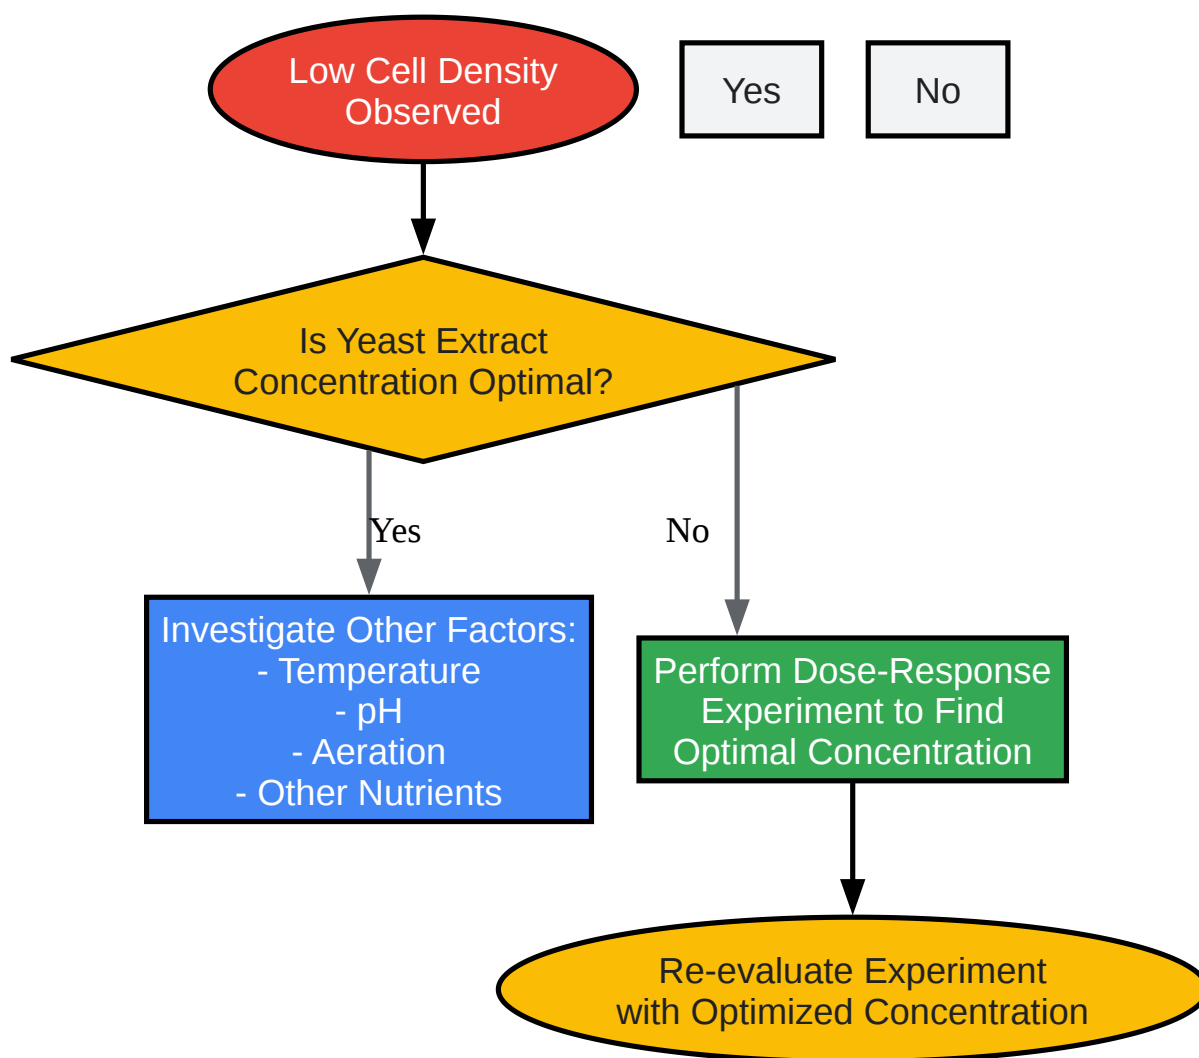 Low Cell Density
Observed
Yes
No
Is Yeast Extract
Concentration Optimal?
Yes
No
Investigate Other Factors:
- Temperature
- pH
- Aeration
- Other Nutrients
Perform Dose-Response
Experiment to Find
Optimal Concentration
Re-evaluate Experiment
with Optimized Concentration